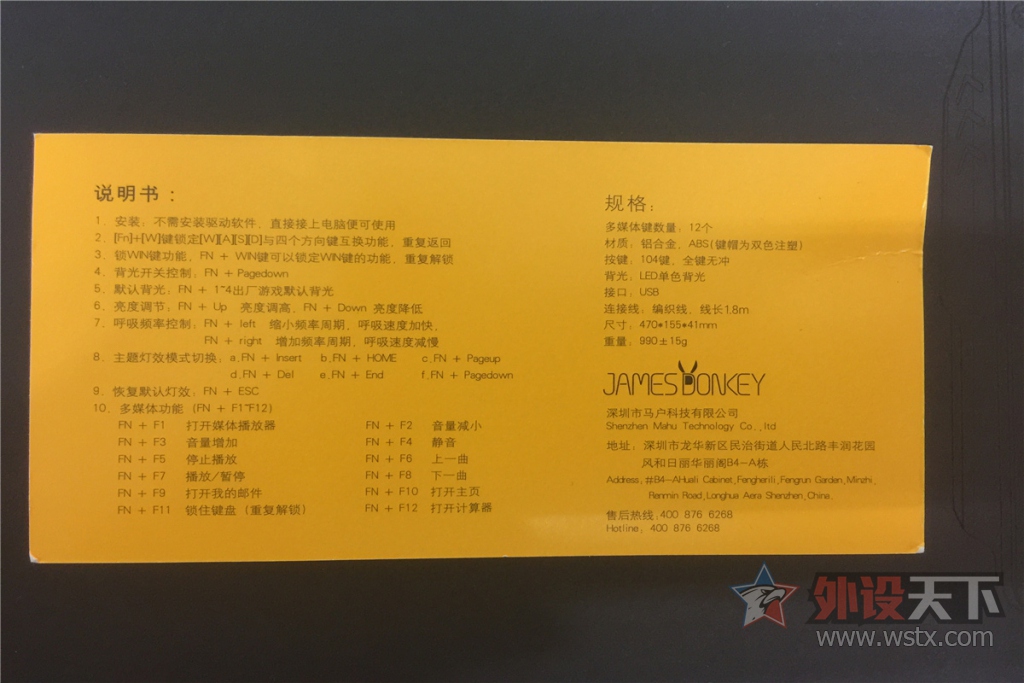 说明书：
1．安装：不需安装驱动软件，直接接上电脑便可使用
2．[Fn]+[W]键锁定[W][A][S][D]与四个方向键互换功能，重复返回
3．锁WIN键功能，FN + WIN键可以锁定WIN键的功能，重复解锁
4．背光开关控制：FN + Pagedown
5．默认背光：FN + 1~4出厂游戏默认背光
6．亮度调节：FN + Up 亮度调高，FN + Down 亮度降低
7．呼吸频率控制：FN + left 缩小频率周期，呼吸速度加快，
FN + right 增加频率周期，呼吸速度减慢
8．主题灯效模式切换：a.FN + Insert b.FN + HOME c.FN + Pageup
d.FN + Del e.FN + End f.FN + Pagedown
9．恢复默认灯效：FN + ESC
10．多媒体功能（FN + F1~F12）
FN + F1 打开媒体播放器 FN + F2 音量减小
FN + F3 音量增加 FN + F4 静音
FN + F5 停止播放 FN + F6 上一曲
FN + F7 播放/暂停 FN + F8 下一曲
FN + F9 打开我的邮件 FN + F10 打开主页
FN + F11 锁住键盘（重复解锁） FN + F12 打开计算器
规格：
多媒体键数量：12个
材质：铝合金，ABS(键帽为双色注塑)
按键：104键，全键无冲
背光：LED单色背光
接口：USB
连接线：编织线，线长1.8m
尺寸：470*155*41mm
重量：990±15g
JAMESDONKEY
深圳市马户科技有限公司
Shenzhen Mahu Technology Co.,ltd
地址：深圳市龙华新区民治街道人民北路丰润花园
风和日丽华丽阁B4-A栋
Address：#B4-AHuali Cabinet,Fengherili,Fengrun Garden,Minzhi,
Renmin Road,Longhua Aera Shenzhen,China.
售后热线：400 876 6268
Hotline：400 876 6268
外设天下
www.wstx.com